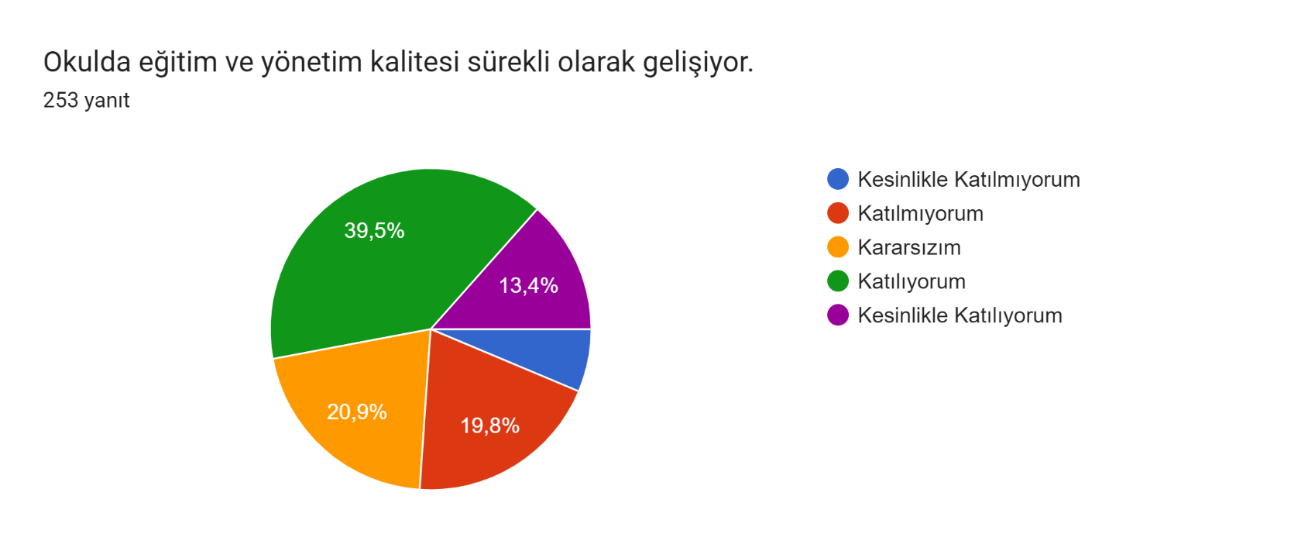 Okulda eğitim ve yönetim kalitesi sürekli olarak gelişiyor.
253 yanıt
39,5%
13,4%
20,9%
19,8%
Kesinlikle Katılmıyorum
Katılmıyorum
Kararsızım
Katılıyorum
Kesinlikle Katılıyorum